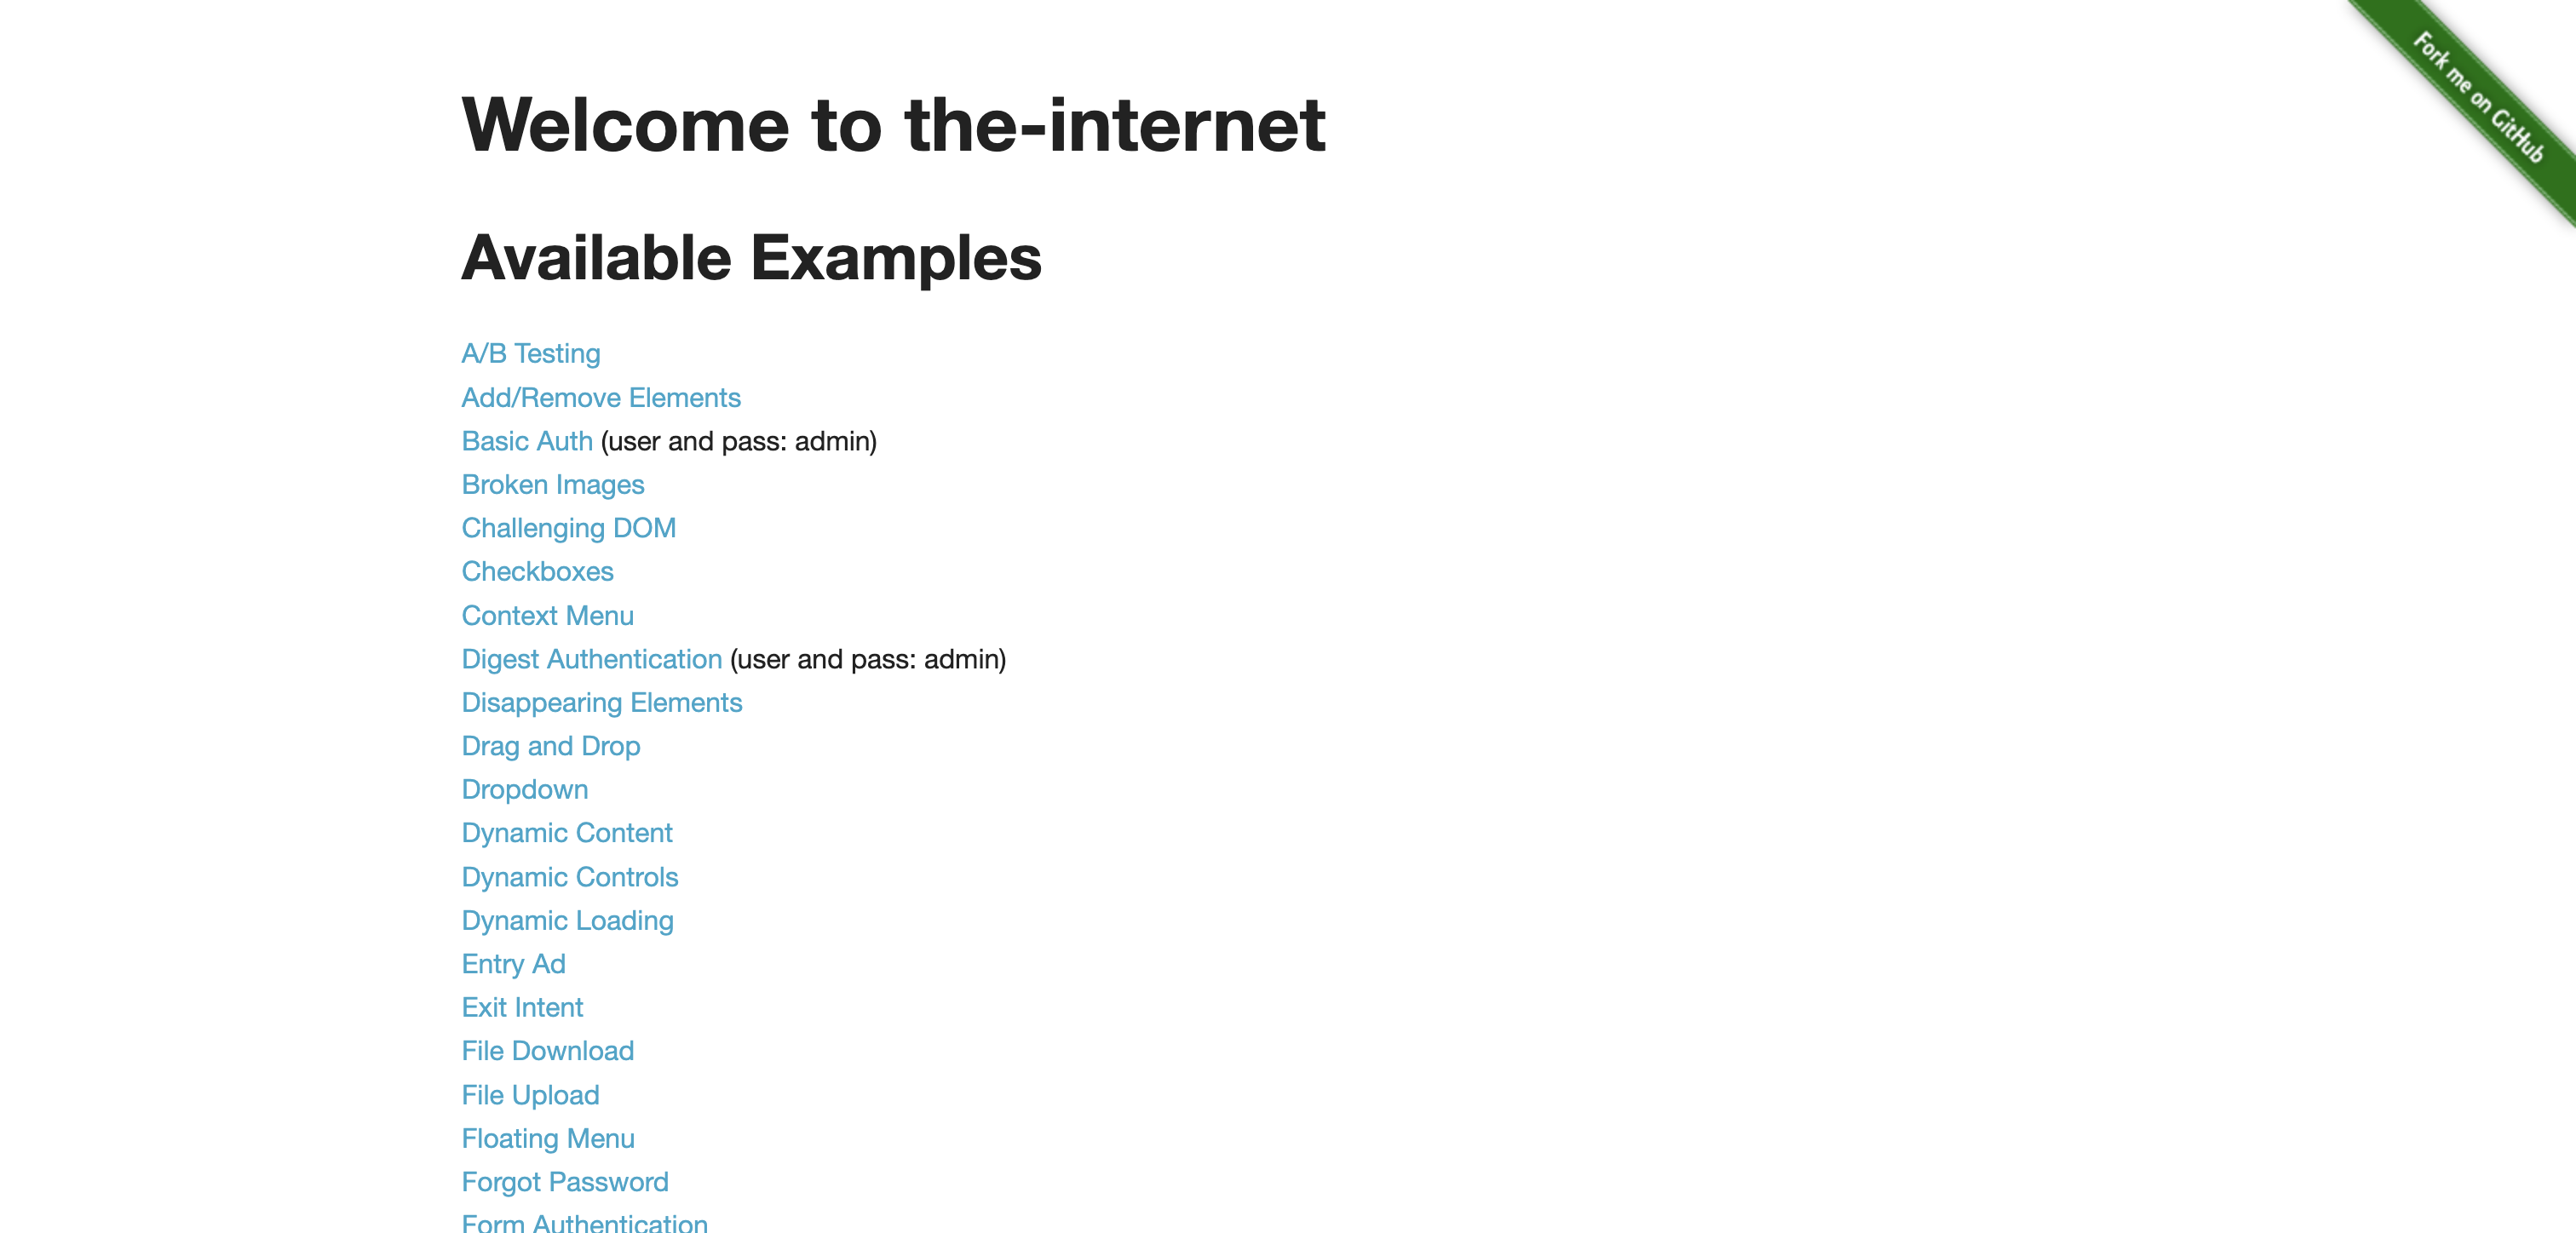 Fork me on GitHub
Welcome to the-internet
Available Examples
A/B Testing
Add/Remove Elements
Basic Auth (user and pass: admin)
Broken Images
Challenging DOM
Checkboxes
Context Menu
Digest Authentication (user and pass: admin)
Disappearing Elements
Drag and Drop
Dropdown
Dynamic Content
Dynamic Controls
Dynamic Loading
Entry Ad
Exit Intent
File Download
File Upload
Floating Menu
Forgot Password
Form Authentication